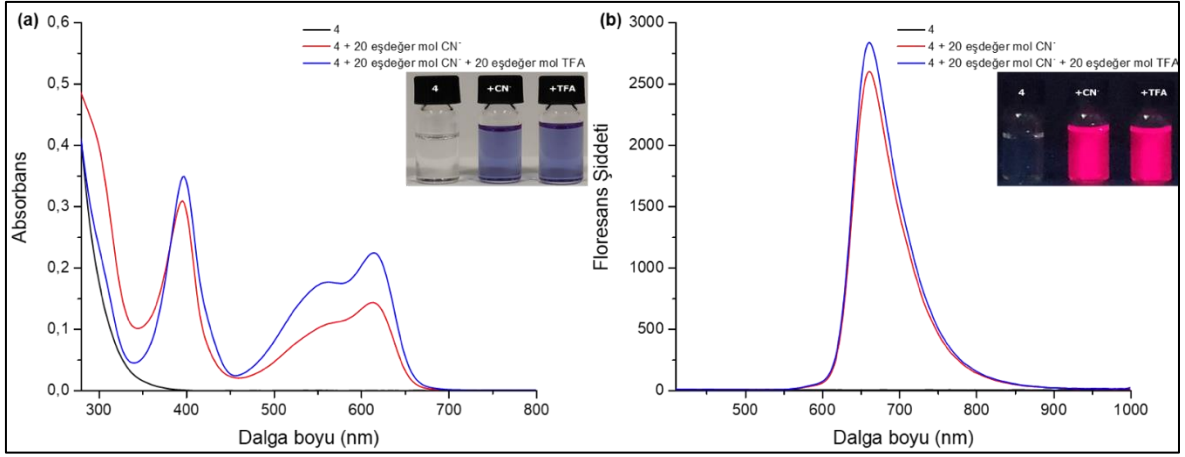 (a)
4
4 + 20 eşdeğer mol CN⁻
4 + 20 eşdeğer mol CN⁻ + 20 eşdeğer mol TFA
4 +CN⁻ +TFA
0,6
0,5
0,4
0,3
0,2
0,1
0,0
Absorbans
300 400 500 600 700 800
Dalga boyu (nm)
(b)
4
4 + 20 eşdeğer mol CN⁻
4 + 20 eşdeğer mol CN⁻ + 20 eşdeğer mol TFA
4 +CN⁻ +TFA
3000
2500
2000
1500
1000
500
0
Floresans Şiddeti
500 600 700 800 900 1000
Dalga boyu (nm)